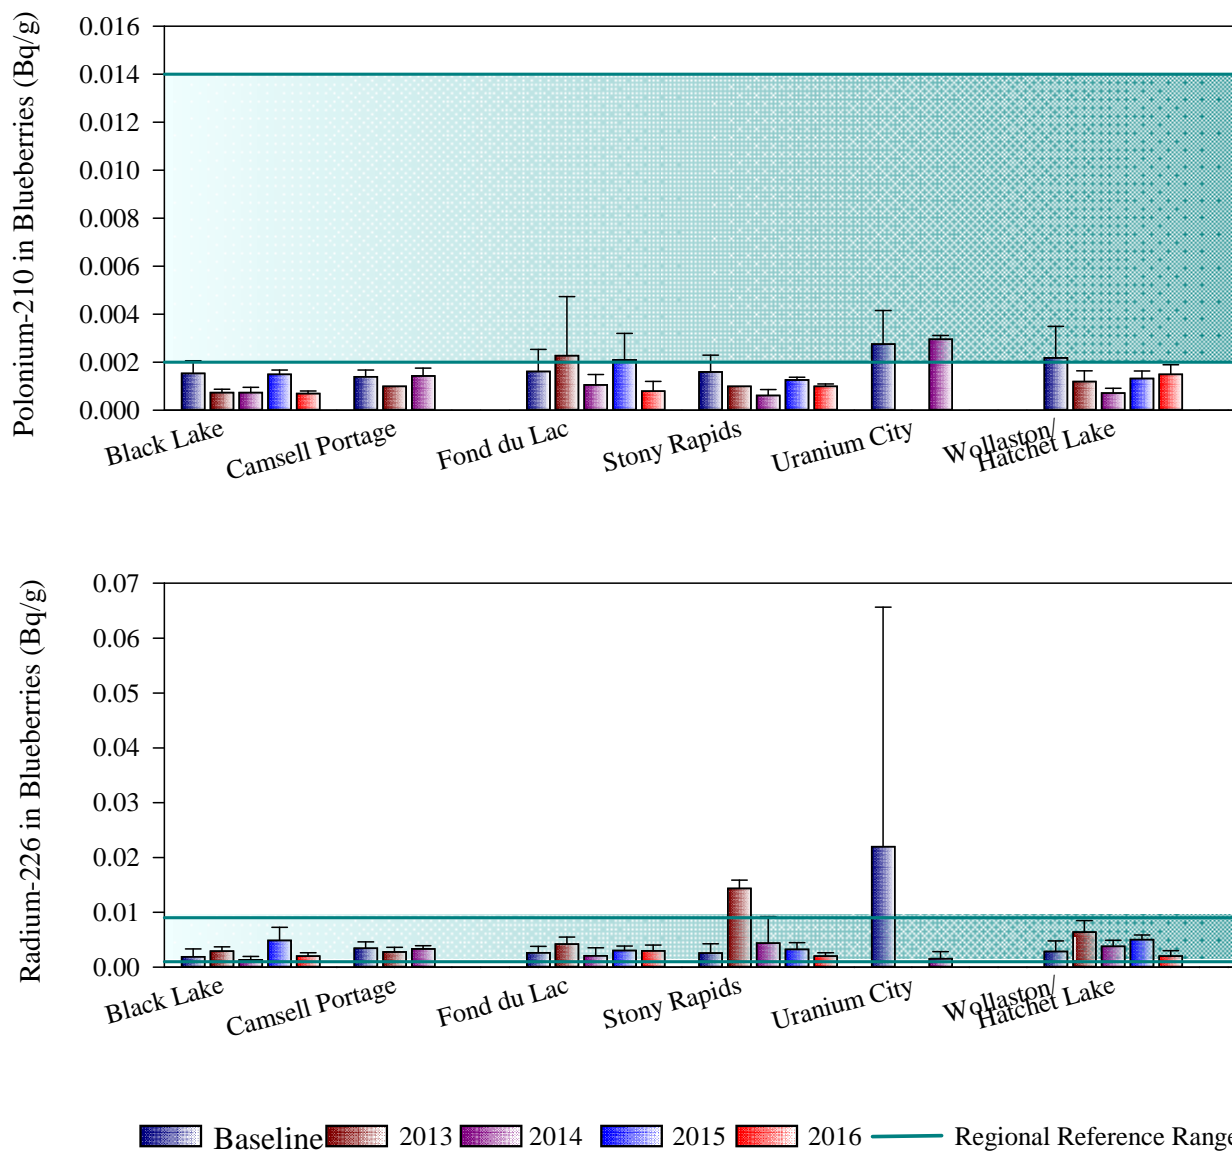 Polonium-210 in Blueberries (Bq/g)
0.016
0.014
0.012
0.010
0.008
0.006
0.004
0.002
0.000
Black Lake
Camsell Portage
Fond du Lac
Stony Rapids
Uranium City
Wollaston/
Hatchet Lake
Radium-226 in Blueberries (Bq/g)
0.07
0.06
0.05
0.04
0.03
0.02
0.01
0.00
Black Lake
Camsell Portage
Fond du Lac
Stony Rapids
Uranium City
Wollaston/
Hatchet Lake
Baseline 2013 2014 2015 2016 Regional Reference Range